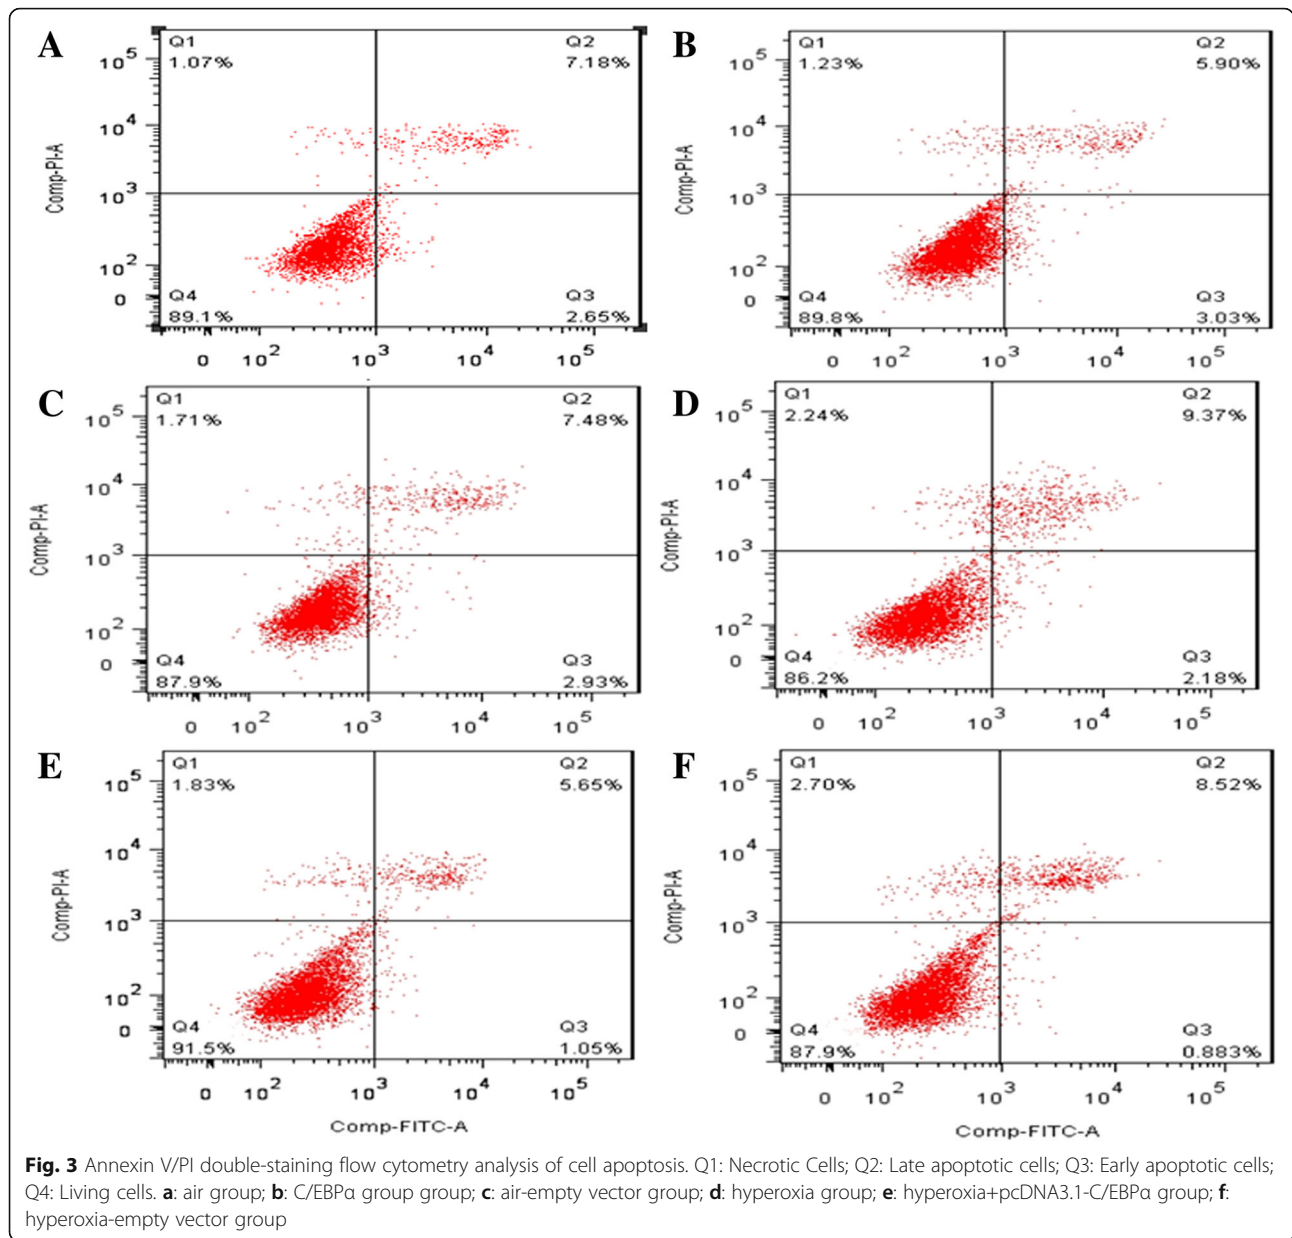 A
Q1
1.07%
Q2
7.18%
10^5
10^4
10^3
10^2
0
Comp-PI-A
Q4
89.1%
Q3
2.65%
0 10^2 10^3 10^4 10^5
B
Q1
1.23%
Q2
5.90%
10^5
10^4
10^3
10^2
0
Comp-PI-A
Q4
89.8%
Q3
3.03%
0 10^2 10^3 10^4 10^5
C
Q1
1.71%
Q2
7.48%
10^5
10^4
10^3
10^2
0
Comp-PI-A
Q4
87.9%
Q3
2.93%
0 10^2 10^3 10^4 10^5
D
Q1
2.24%
Q2
9.37%
10^5
10^4
10^3
10^2
0
Comp-PI-A
Q4
86.2%
Q3
2.18%
0 10^2 10^3 10^4 10^5
E
Q1
1.83%
Q2
5.65%
10^5
10^4
10^3
10^2
0
Comp-PI-A
Q4
91.5%
Q3
1.05%
0 10^2 10^3 10^4 10^5
Comp-FITC-A
F
Q1
2.70%
Q2
8.52%
10^5
10^4
10^3
10^2
0
Comp-PI-A
Q4
87.9%
Q3
0.883%
0 10^2 10^3 10^4 10^5
Comp-FITC-A
Fig. 3 Annexin V/PI double-staining flow cytometry analysis of cell apoptosis. Q1: Necrotic Cells; Q2: Late apoptotic cells; Q3: Early apoptotic cells;
Q4: Living cells. a: air group; b: C/EBPα group group; c: air-empty vector group; d: hyperoxia group; e: hyperoxia+pcDNA3.1-C/EBPα group; f:
hyperoxia-empty vector group